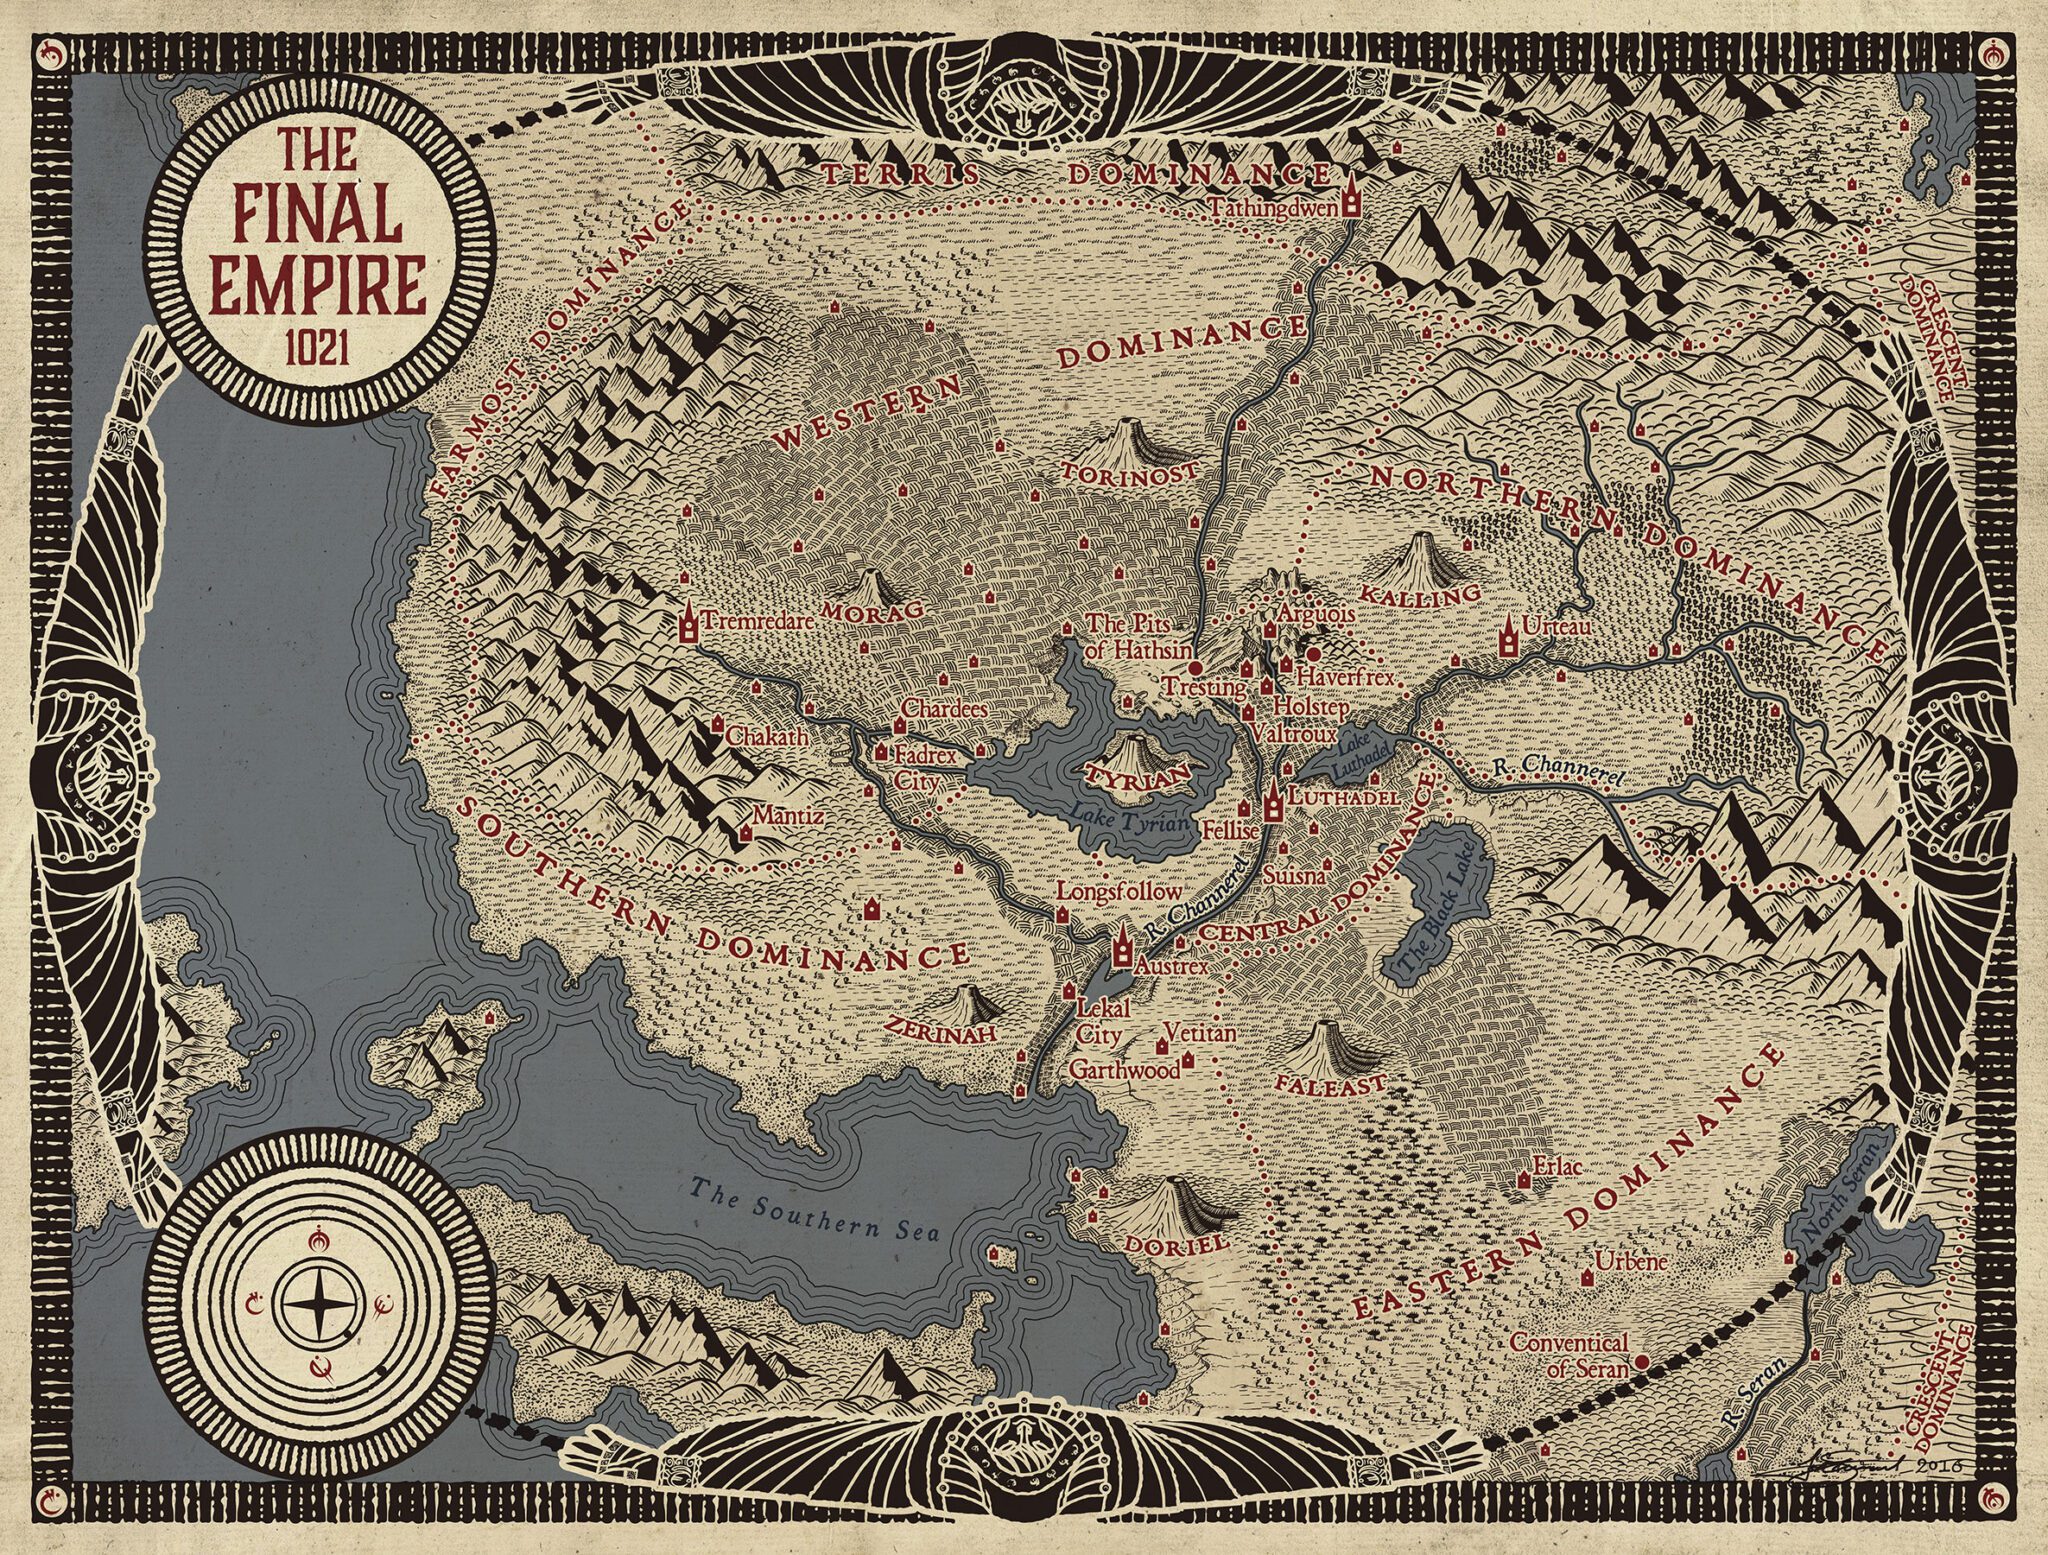 THE
FINAL
EMPIRE
1021
TERRIS DOMINANCE
Tathingdwen
FARMOST DOMINANCE
CRESCENT
DOMINANCE
WESTERN DOMINANCE
TORINOST
NORTHERN DOMINANCE
MORAG
KALLING
Tremredare
The Pits
of Hathsin
Arguois
Urteau
Tresting
Haverfrex
Holstep
Valtroux
Chardees
Chakath
Fadrex
City
TYRIAN
Lake Tyrian
Lake
Luthadel
R. Channerel
LUTHADEL
Fellise
Mantiz
SOUTHERN DOMINANCE
Suisna
CENTRAL DOMINANCE
The Black Lake
Longsfollow
R. Channerel
Austrex
ZERINAH
Lekal
City
Vetitan
Garthwood
FALEAST
EASTERN DOMINANCE
Erlac
North Seran
The Southern Sea
DORIEL
Urbene
Conventical
of Seran
R. Seran
CRESCENT
DOMINANCE
2016